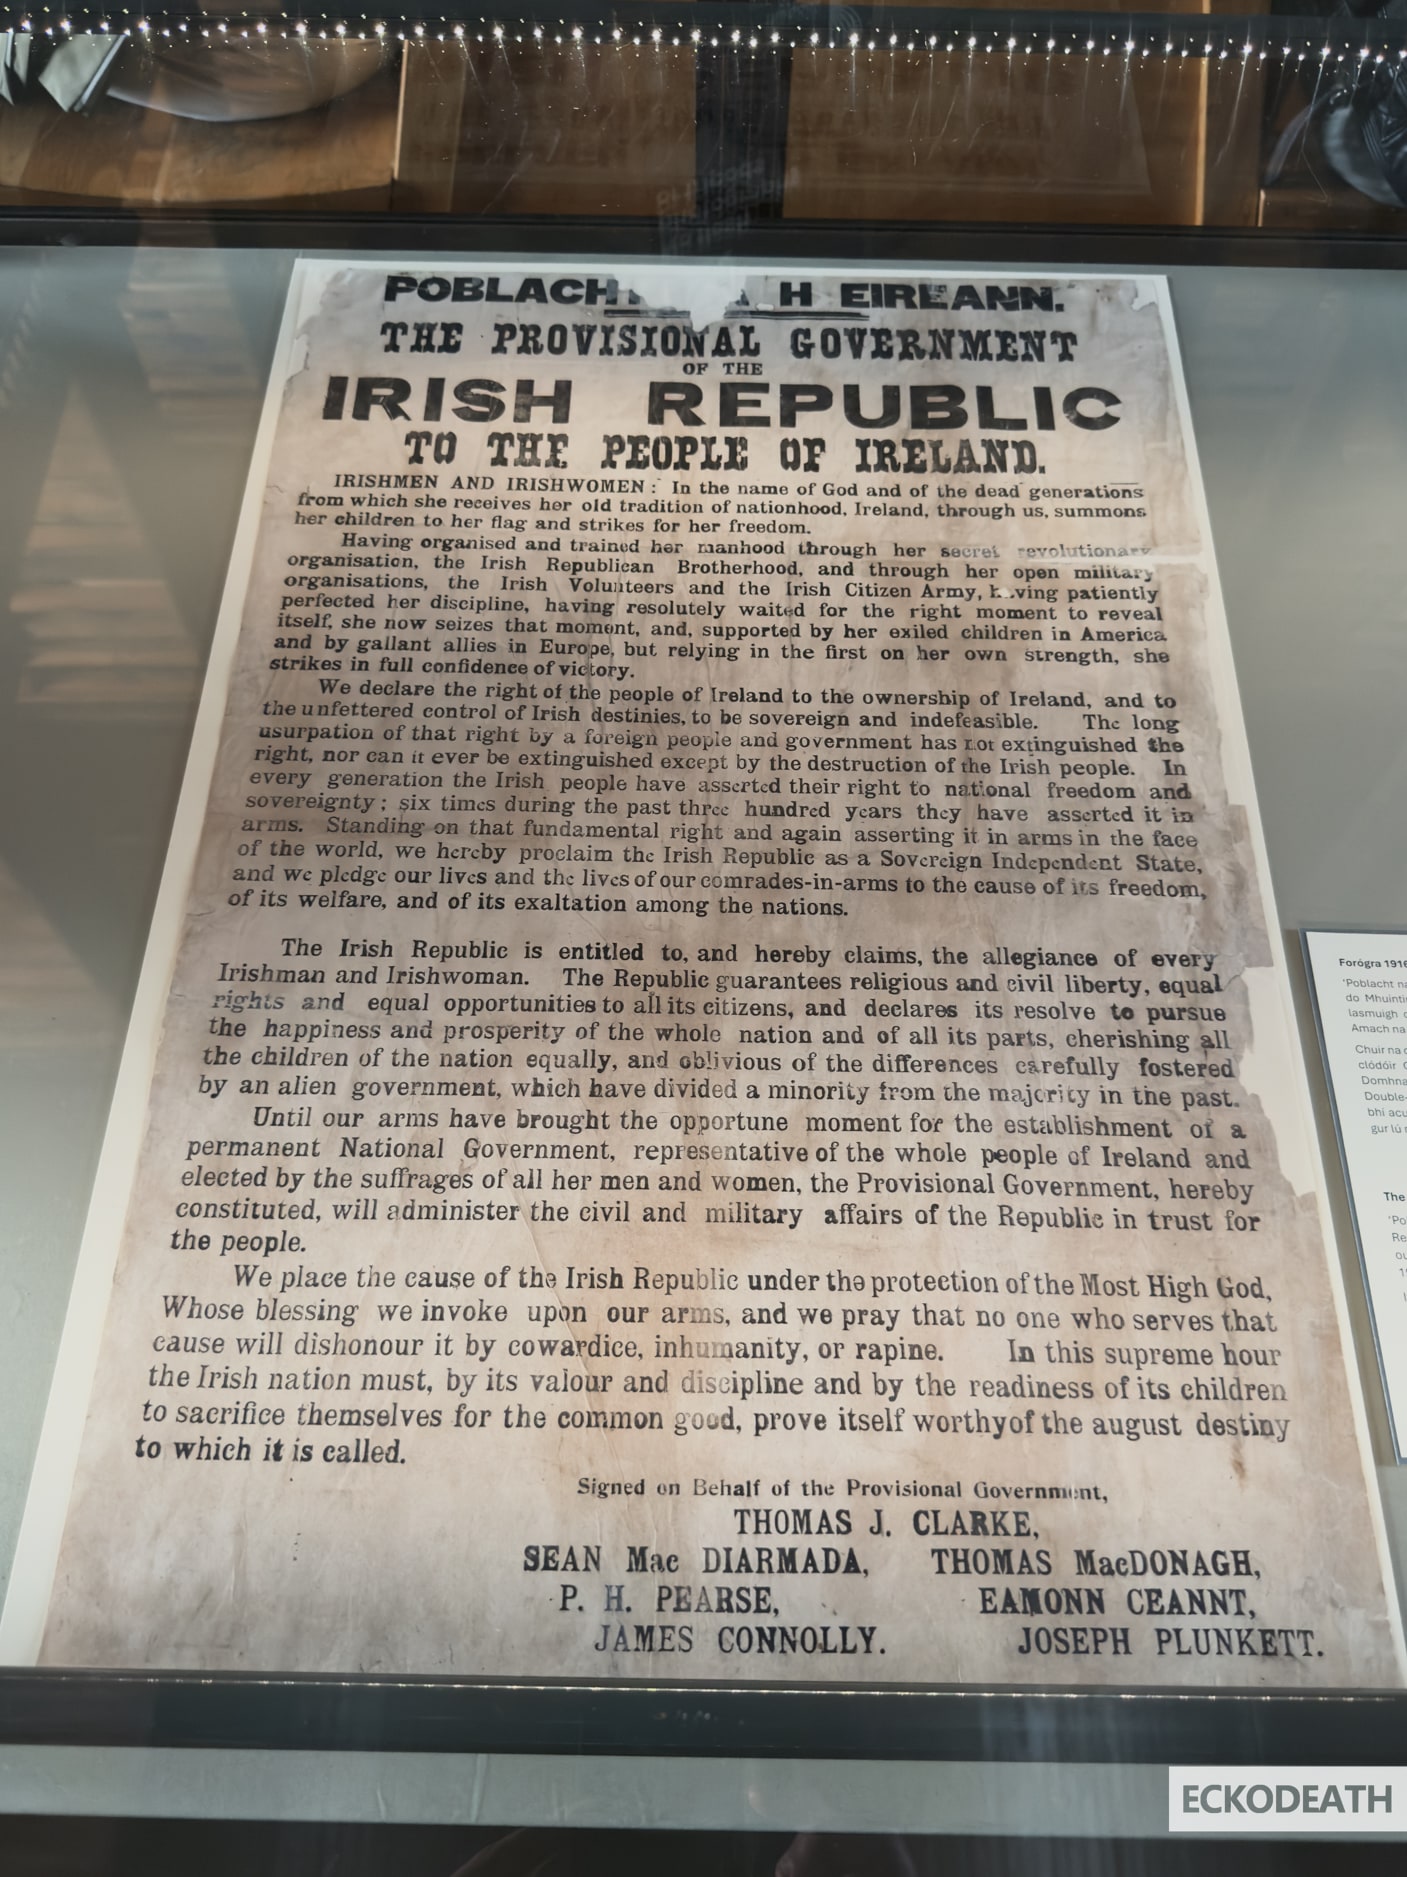 POBLACH H EIREANN.
THE PROVISIONAL GOVERNMENT
OF THE
IRISH REPUBLIC
TO THE PEOPLE OF IRELAND.
IRISHMEN AND IRISHWOMEN : In the name of God and of the dead generations
from which she receives her old tradition of nationhood, Ireland, through us, summons
her children to her flag and strikes for her freedom.
Having organised and trained her manhood through her secret revolutionary
organisation, the Irish Republican Brotherhood, and through her open military
organisations, the Irish Volunteers and the Irish Citizen Army, having patiently
perfected her discipline, having resolutely waited for the right moment to reveal
itself, she now seizes that moment, and, supported by her exiled children in America
and by gallant allies in Europe, but relying in the first on her own strength, she
strikes in full confidence of victory.
We declare the right of the people of Ireland to the ownership of Ireland, and to
the unfettered control of Irish destinies, to be sovereign and indefeasible. The long
usurpation of that right by a foreign people and government has not extinguished the
right, nor can it ever be extinguished except by the destruction of the Irish people. In
every generation the Irish people have asserted their right to national freedom and
sovereignty ; six times during the past three hundred years they have asserted it in
arms. Standing on that fundamental right and again asserting it in arms in the face
of the world, we hereby proclaim the Irish Republic as a Sovereign Independent State,
and we pledge our lives and the lives of our comrades-in-arms to the cause of its freedom,
of its welfare, and of its exaltation among the nations.
The Irish Republic is entitled to, and hereby claims, the allegiance of every
Irishman and Irishwoman. The Republic guarantees religious and civil liberty, equal
rights and equal opportunities to all its citizens, and declares its resolve to pursue
the happiness and prosperity of the whole nation and of all its parts, cherishing all
the children of the nation equally, and oblivious of the differences carefully fostered
by an alien government, which have divided a minority from the majority in the past.
Until our arms have brought the opportune moment for the establishment of a
permanent National Government, representative of the whole people of Ireland and
elected by the suffrages of all her men and women, the Provisional Government, hereby
constituted, will administer the civil and military affairs of the Republic in trust for
the people.
We place the cause of the Irish Republic under the protection of the Most High God,
Whose blessing we invoke upon our arms, and we pray that no one who serves that
cause will dishonour it by cowardice, inhumanity, or rapine. In this supreme hour
the Irish nation must, by its valour and discipline and by the readiness of its children
to sacrifice themselves for the common good, prove itself worthy of the august destiny
to which it is called.
Signed on Behalf of the Provisional Government,
THOMAS J. CLARKE,
SEAN Mac DIARMADA, THOMAS MacDONAGH,
P. H. PEARSE, EAMONN CEANNT,
JAMES CONNOLLY. JOSEPH PLUNKETT.
Forógra 1916
'Poblacht na
do Mhuinti
lasmuigh
Amach na
Chuir na
clódóir
Domhna
Double-
bhí acu
gur lú
The
'Po
Re
ECKODEATH